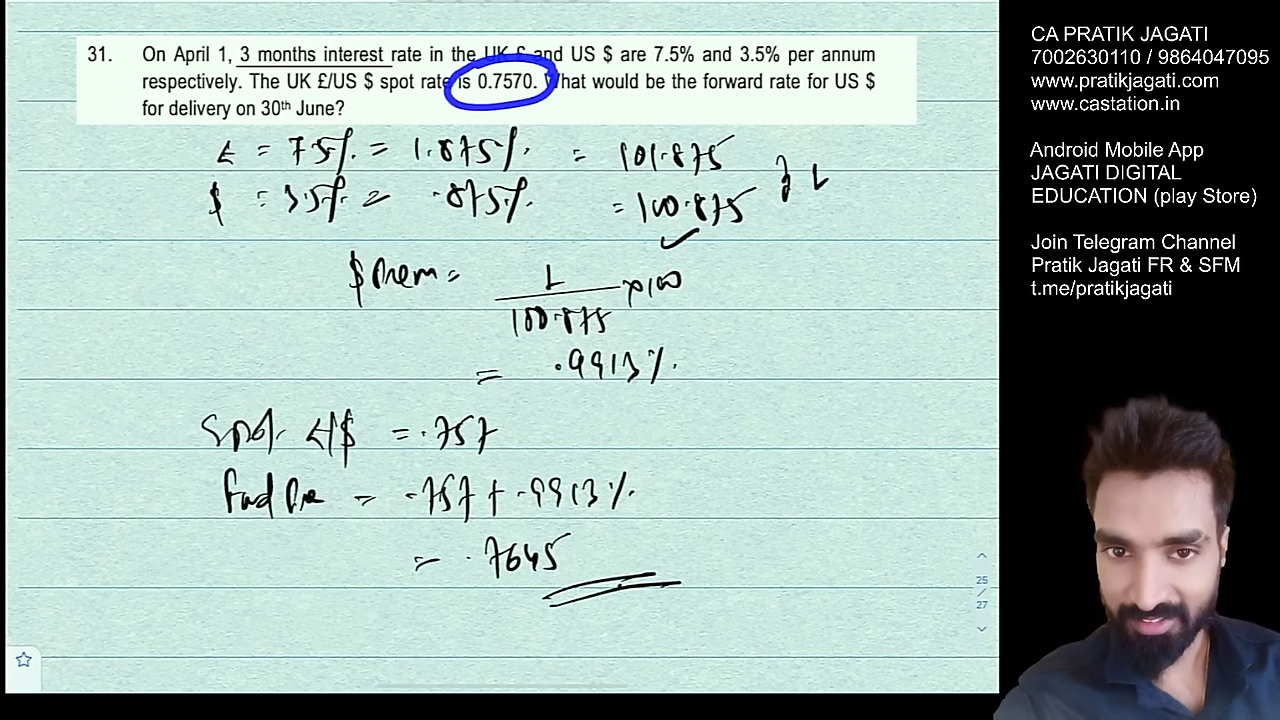 31. On April 1, 3 months interest rate in the UK £ and US $ are 7.5% and 3.5% per annum
respectively. The UK £/US $ spot rate is 0.7570. What would be the forward rate for US $
for delivery on 30th June?
£ = 7.5% = 1.875% = 101.875
$ = 3.5% = .875% = 100.875
} 1
$ Prem = 1 / 100.875 × 100
= .9913%
Spot £/$ = .757
Fwd = .757 + .9913%
= .7645
25
/
27
CA PRATIK JAGATI
7002630110 / 9864047095
www.pratikjagati.com
www.castation.in
Android Mobile App
JAGATI DIGITAL
EDUCATION (play Store)
Join Telegram Channel
Pratik Jagati FR & SFM
t.me/pratikjagati